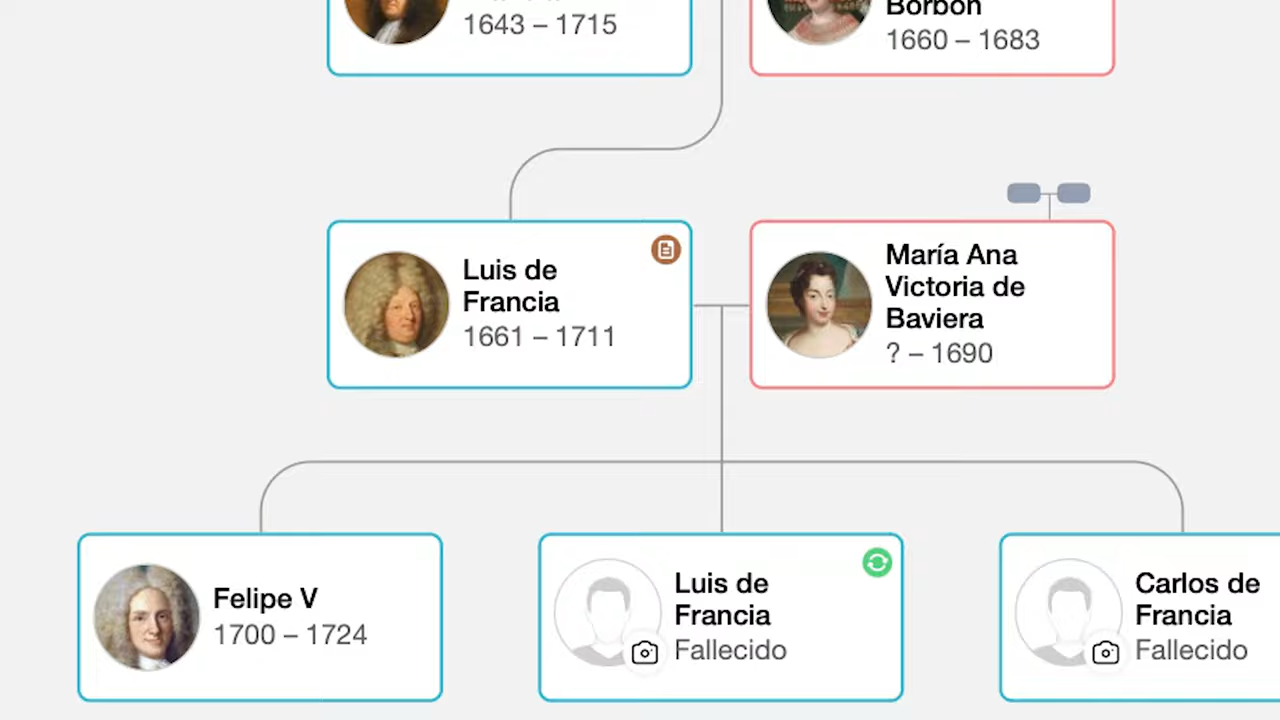 1643 – 1715
Borbón
1660 – 1683
Luis de
Francia
1661 – 1711
María Ana
Victoria de
Baviera
? – 1690
Felipe V
1700 – 1724
Luis de
Francia
Fallecido
Carlos de
Francia
Fallecido